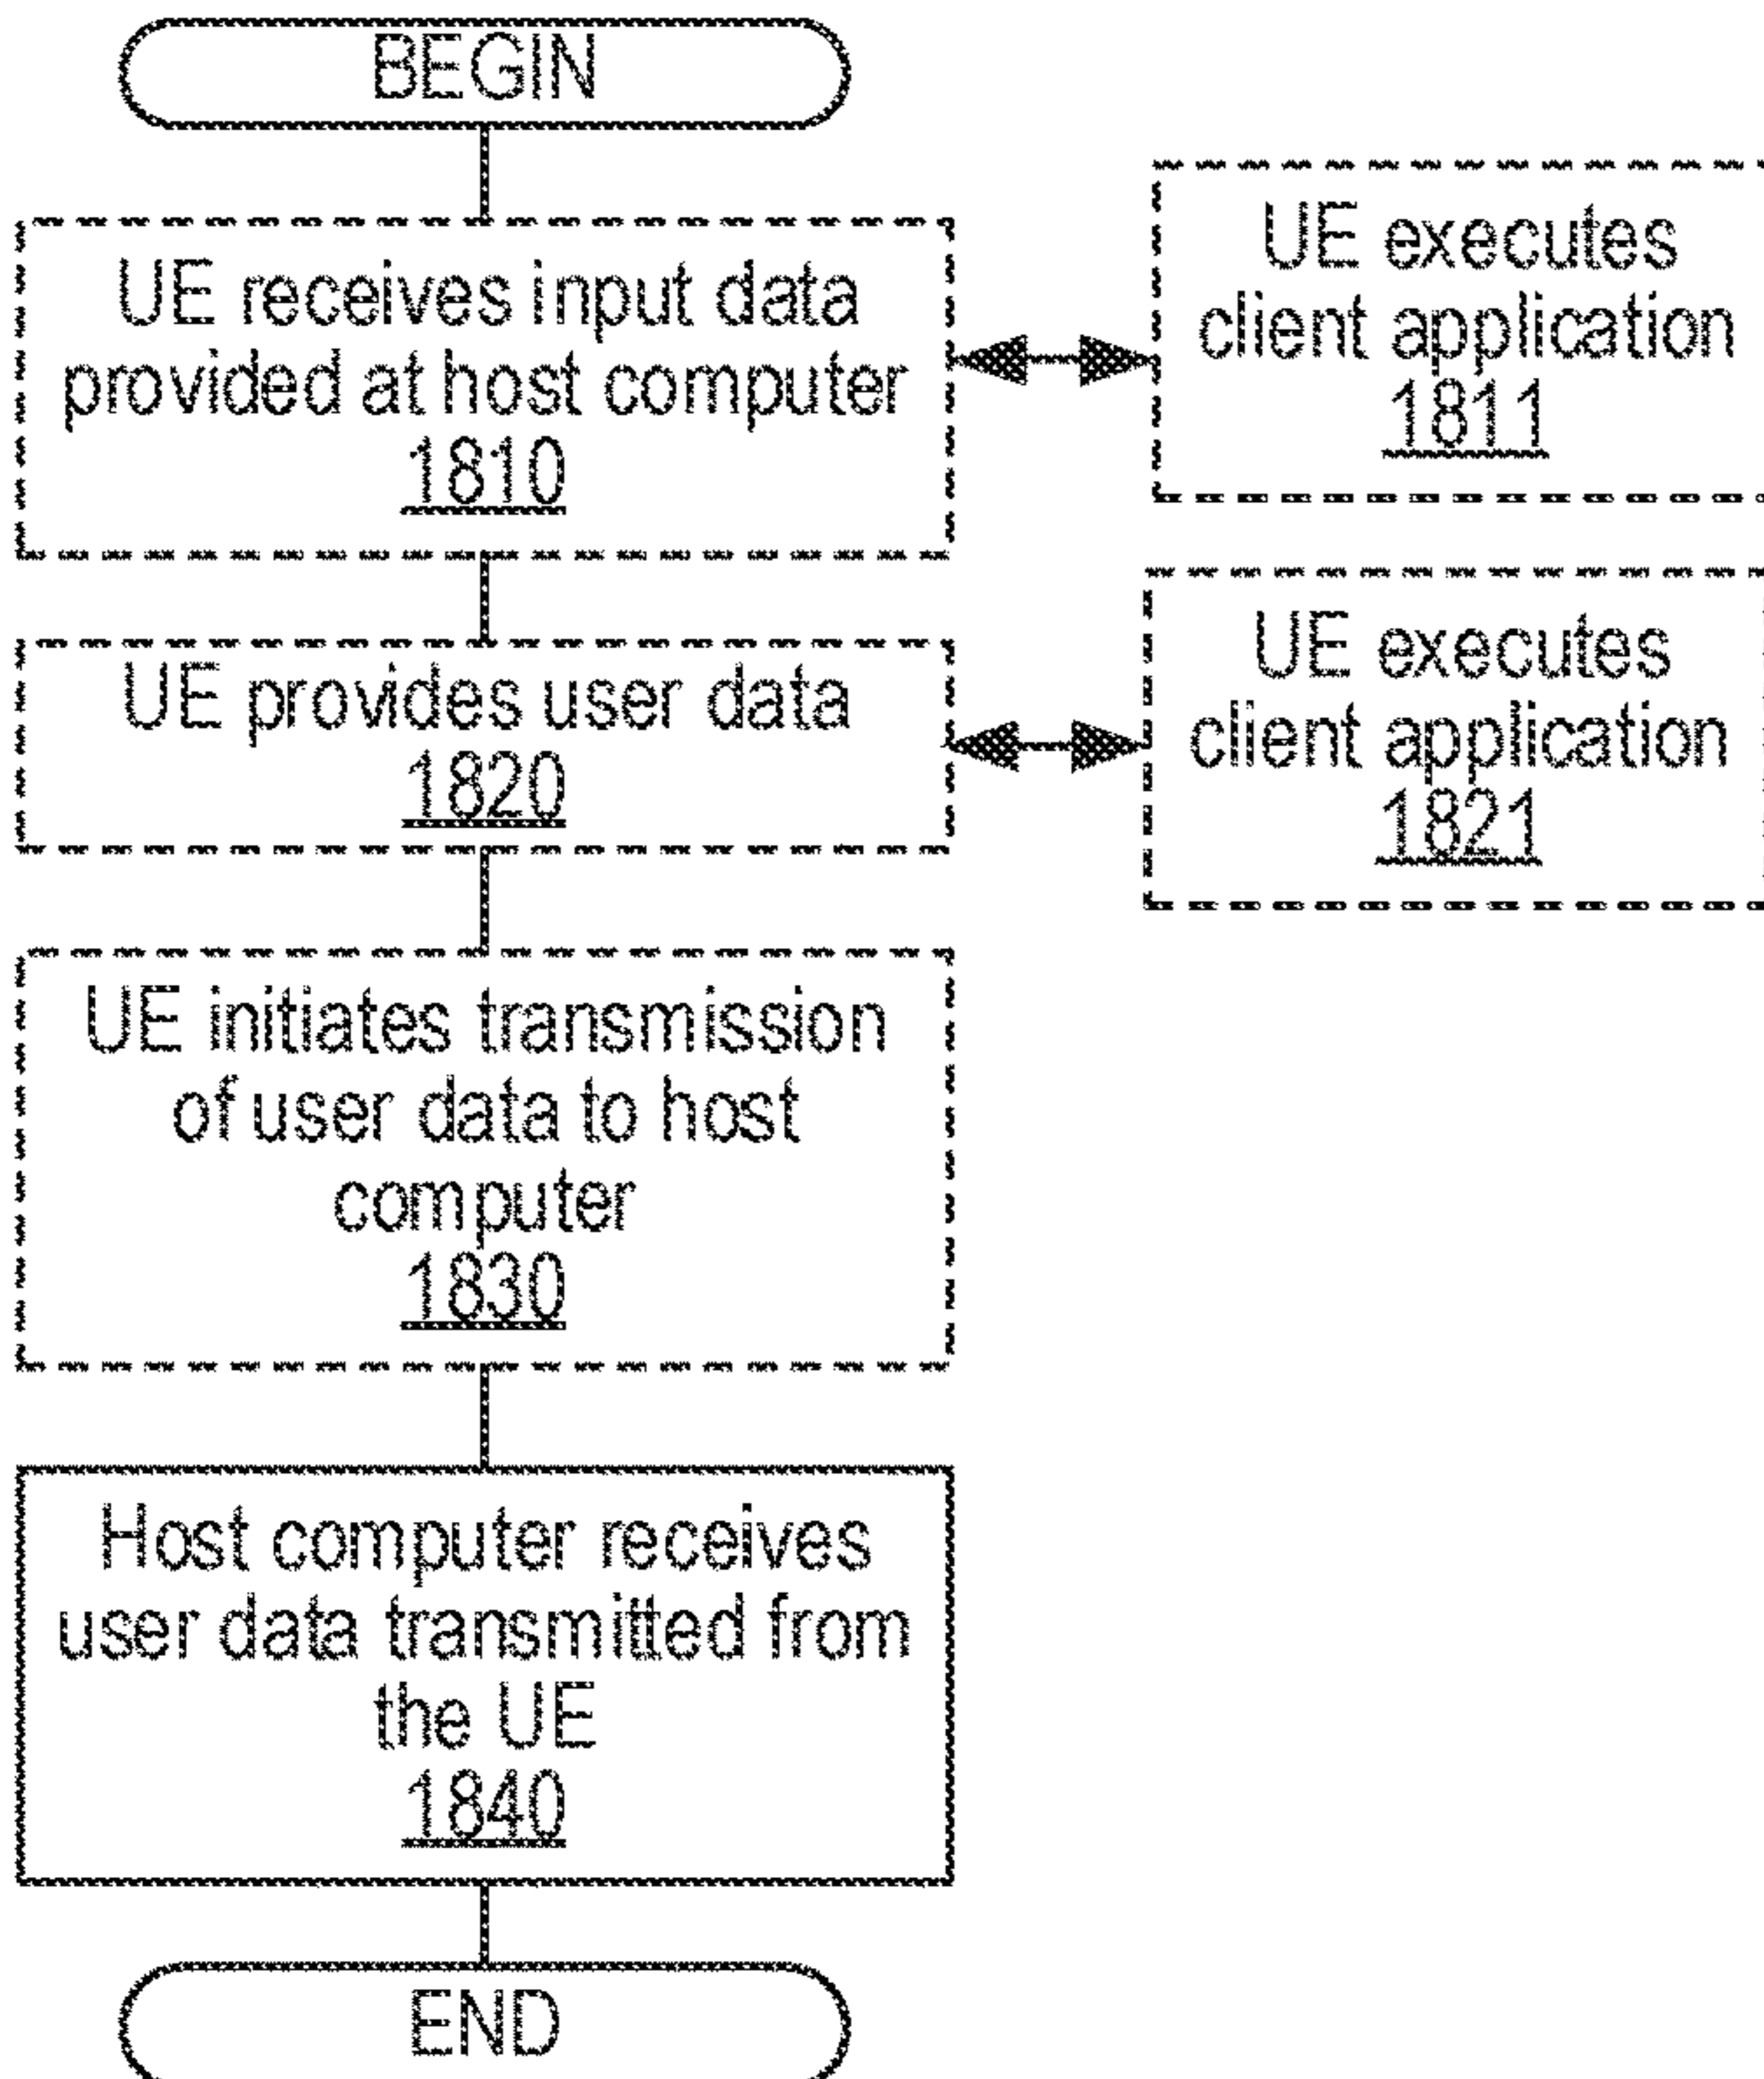 BEGIN
UE receives input data
provided at host computer
1810
UE executes
client application
1811
UE provides user data
1820
UE executes
client application
1821
UE initiates transmission
of user data to host
computer
1830
Host computer receives
user data transmitted from
the UE
1840
END